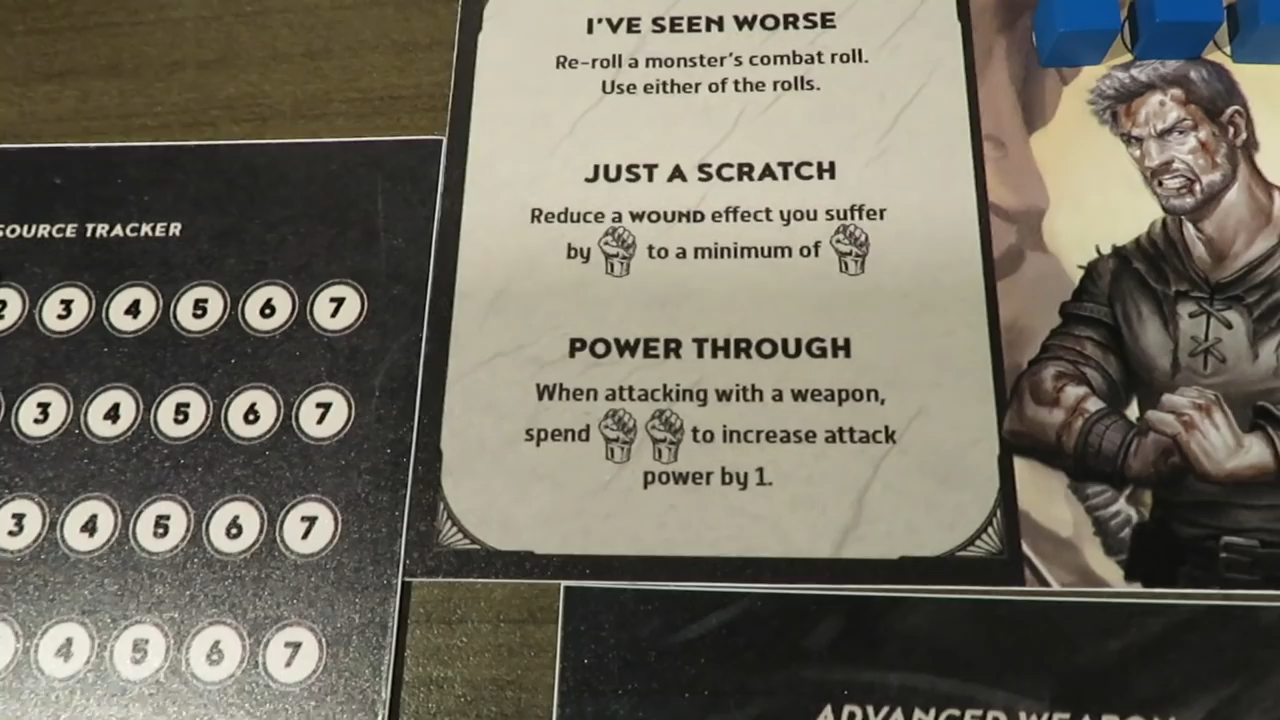 I'VE SEEN WORSE
Re-roll a monster's combat roll.
Use either of the rolls.
JUST A SCRATCH
Reduce a WOUND effect you suffer
by to a minimum of
POWER THROUGH
When attacking with a weapon,
spend to increase attack
power by 1.
SOURCE TRACKER
2 3 4 5 6 7
3 4 5 6 7
3 4 5 6 7
4 5 6 7
ADVANCED WEAPON